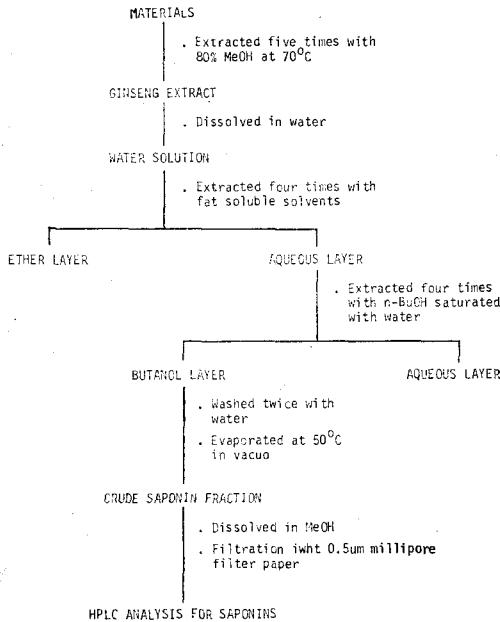 MATERIALS
. Extracted five times with
80% MeOH at 70°C
GINSENG EXTRACT
. Dissolved in water
WATER SOLUTION
. Extracted four times with
fat soluble solvents
ETHER LAYER
AQUEOUS LAYER
. Extracted four times
with n-BuOH saturated
with water
BUTANOL LAYER
AQUEOUS LAYER
. Washed twice with
water
. Evaporated at 50°C
in vacuo
CRUDE SAPONIN FRACTION
. Dissolved in MeOH
. Filtration iwht 0.5um millipore
filter paper
HPLC ANALYSIS FOR SAPONINS